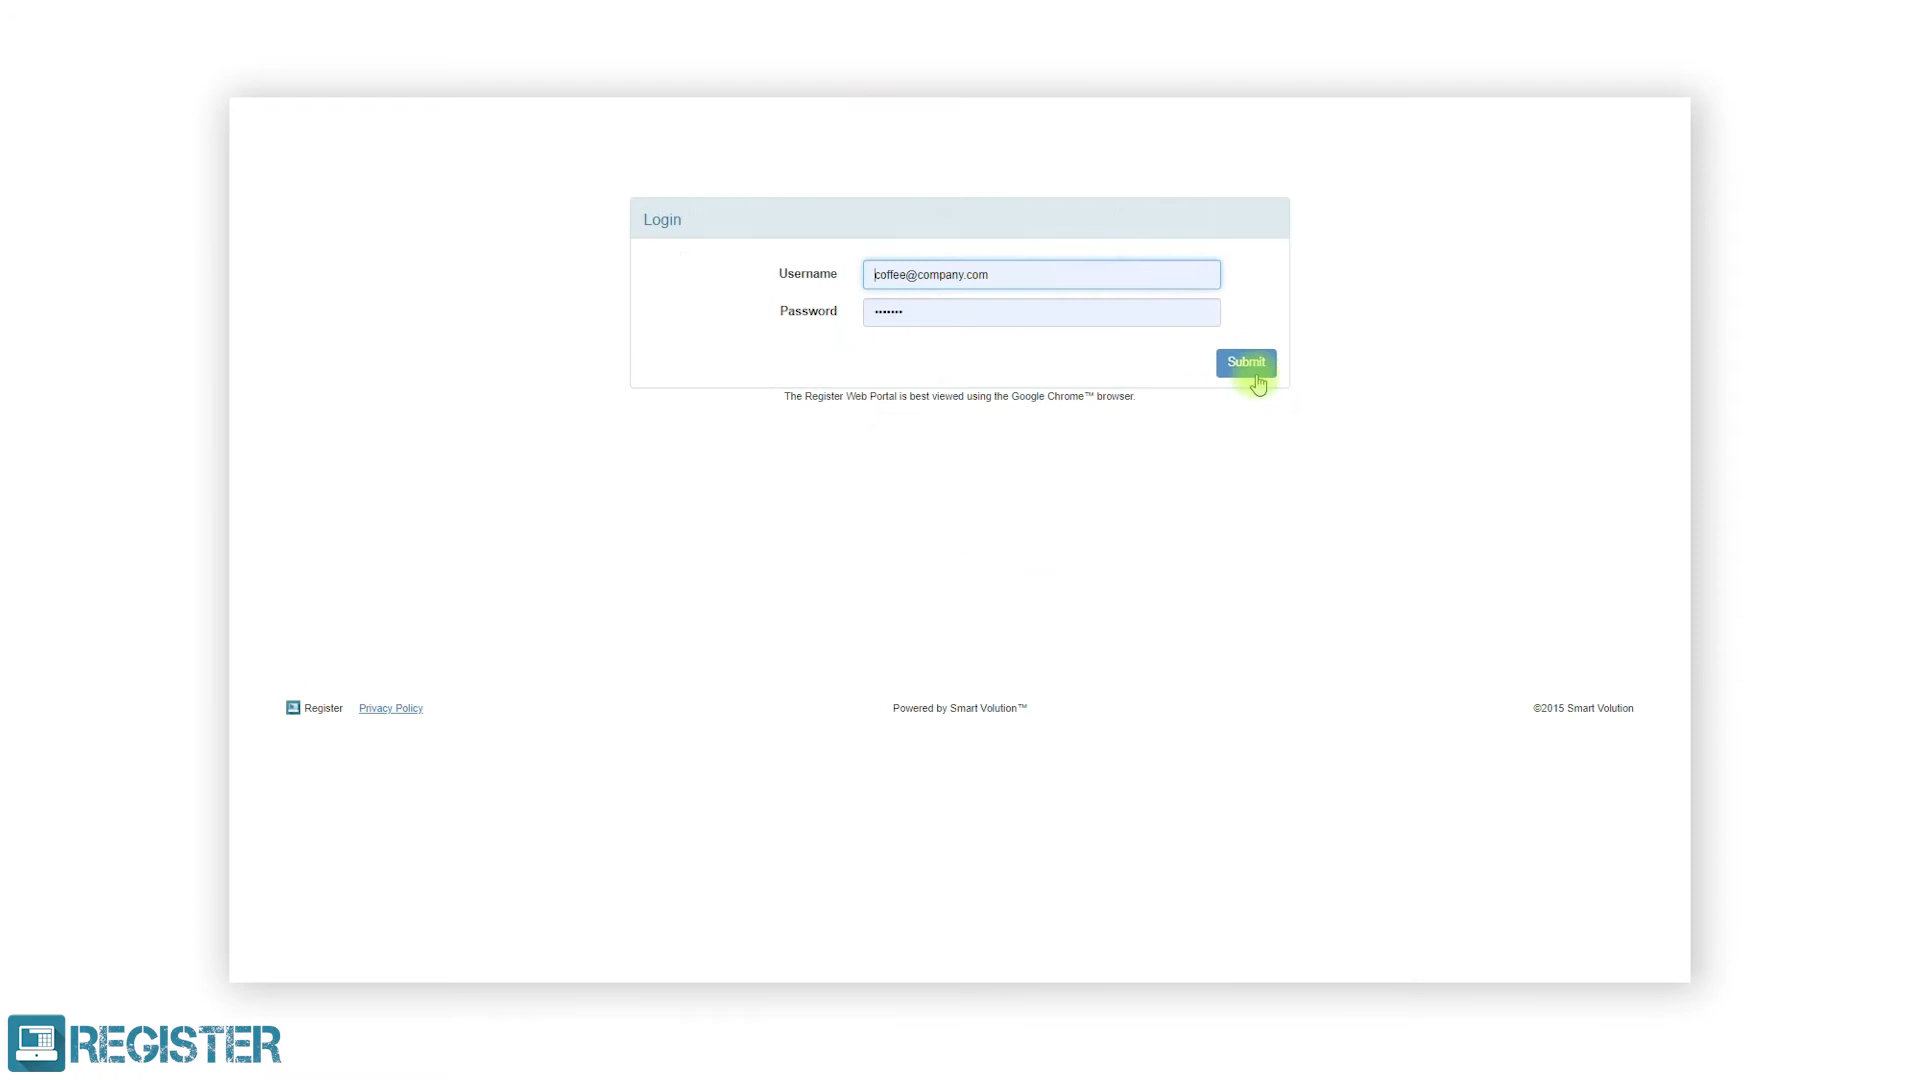 Login
Username
coffee@company.com
Password
•••••••
Submit
The Register Web Portal is best viewed using the Google Chrome™ browser.
Register Privacy Policy Powered by Smart Volution™ ©2015 Smart Volution
REGISTER